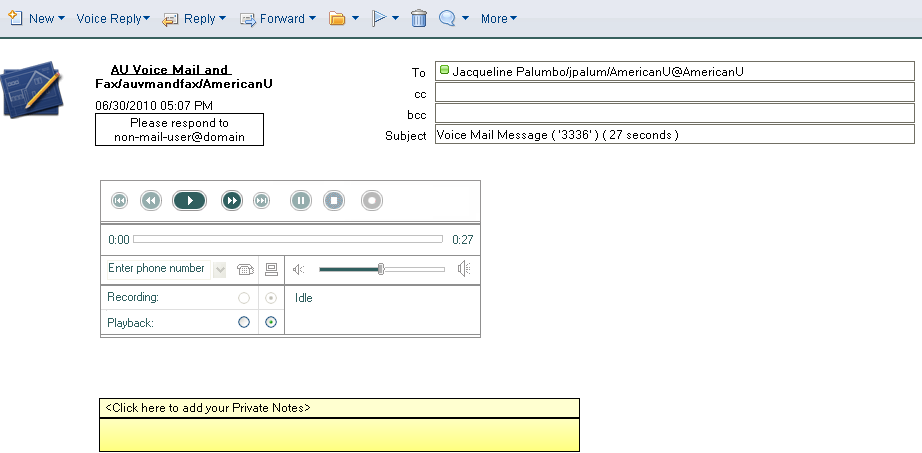 New Voice Reply Reply Forward More
AU Voice Mail and
Fax/auvmandfax/AmericanU
06/30/2010 05:07 PM
Please respond to
non-mail-user@domain
To Jacqueline Palumbo/jpalum/AmericanU@AmericanU
cc
bcc
Subject Voice Mail Message ( '3336' ) ( 27 seconds )
0:00 0:27
Enter phone number
Recording: Idle
Playback:
<Click here to add your Private Notes>